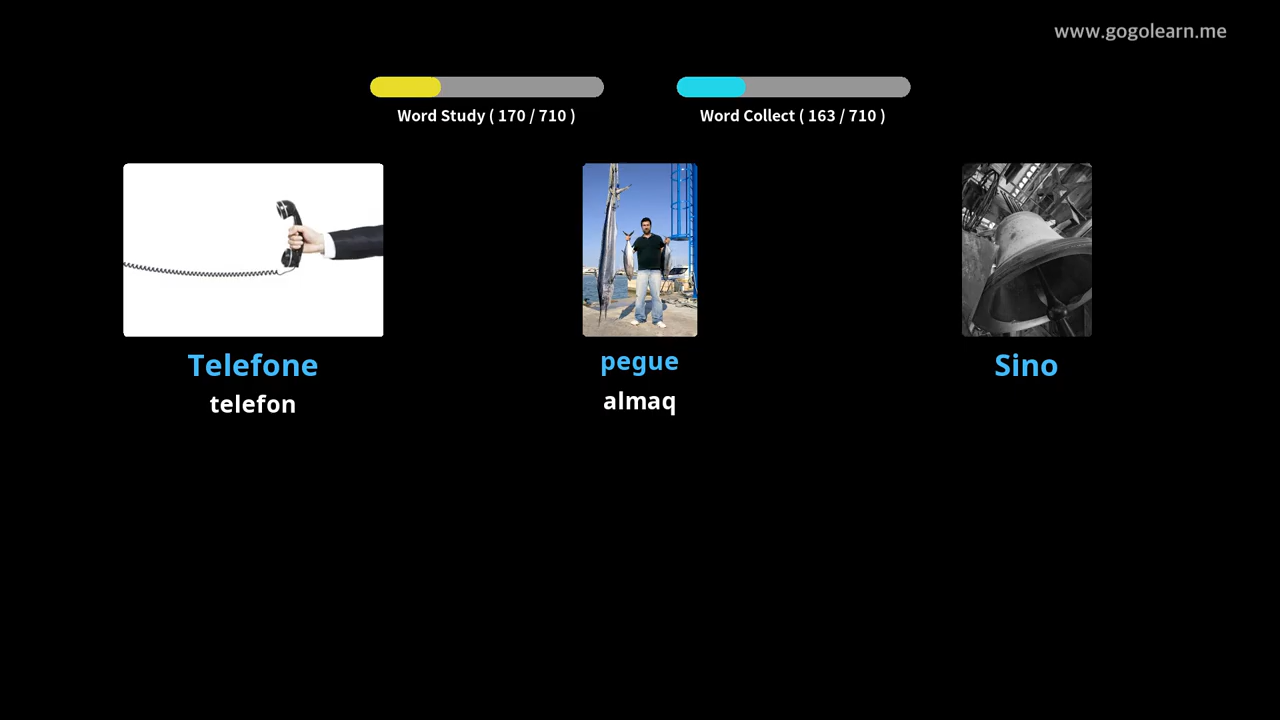 www.gogolearn.me
Word Study ( 170 / 710 )
Word Collect ( 163 / 710 )
Telefone
telefon
pegue
almaq
Sino